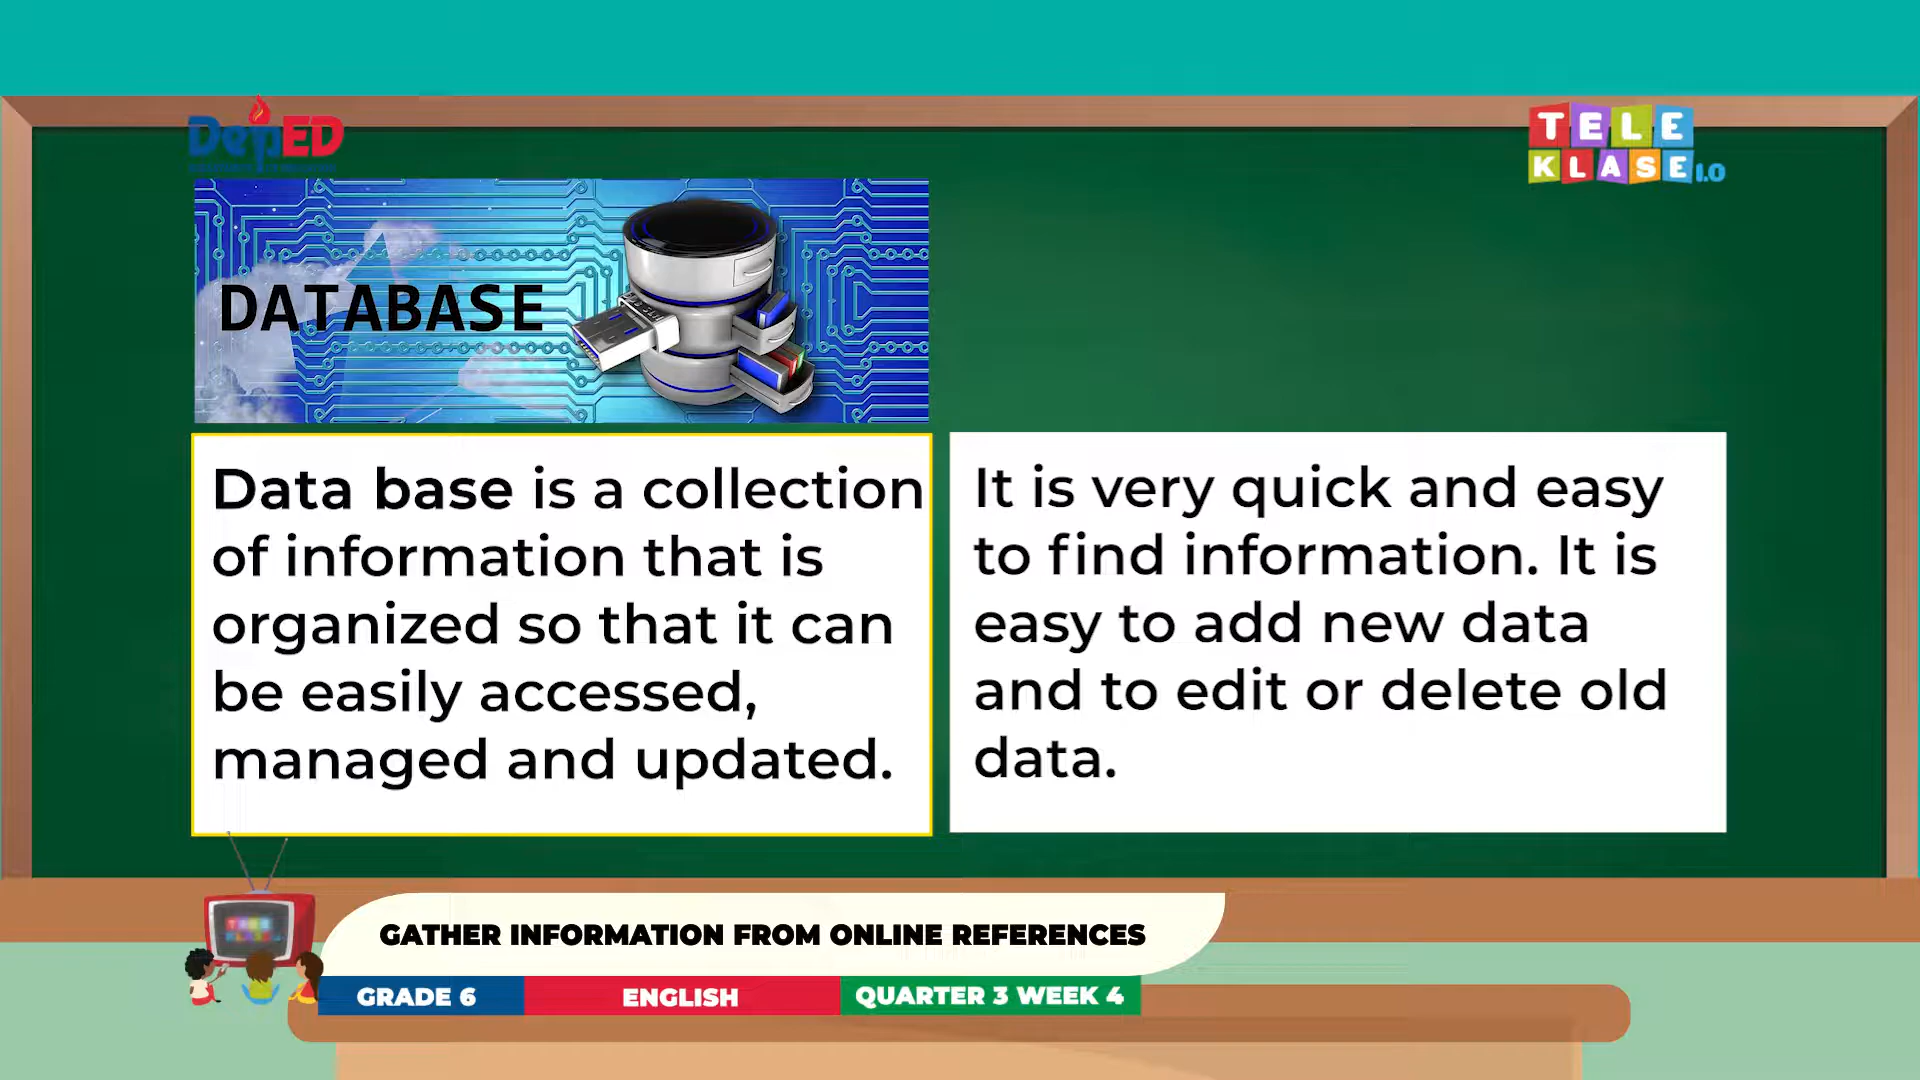 DepED
TELE
KLASE 1.0
DATABASE
Data base is a collection
of information that is
organized so that it can
be easily accessed,
managed and updated.
It is very quick and easy
to find information. It is
easy to add new data
and to edit or delete old
data.
TELE
KLASE
GATHER INFORMATION FROM ONLINE REFERENCES
GRADE 6
ENGLISH
QUARTER 3 WEEK 4